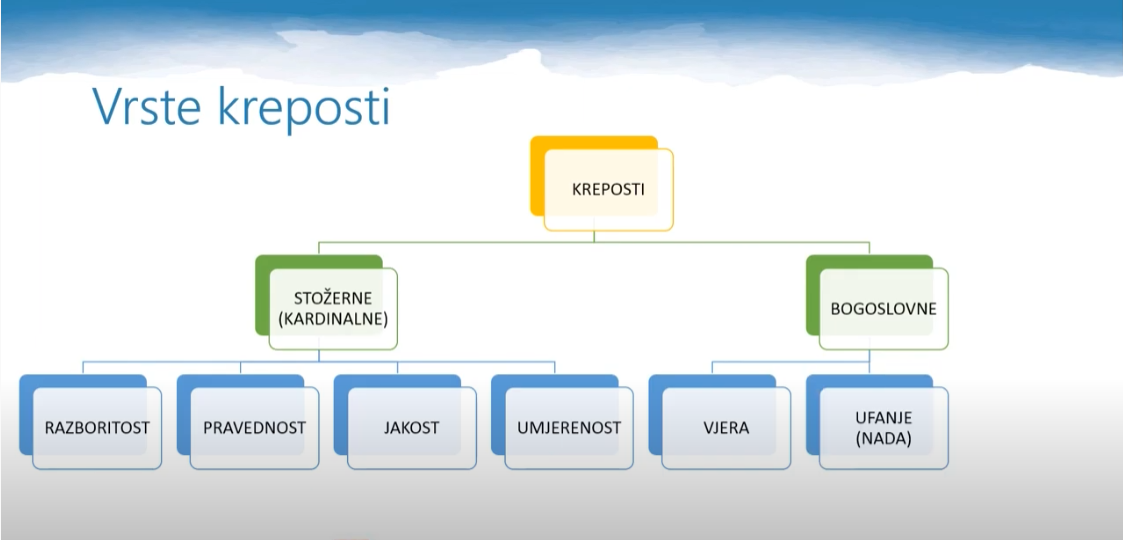 Vrste kreposti
KREPOSTI
STOŽERNE
(KARDINALNE)
BOGOSLOVNE
RAZBORITOST
PRAVEDNOST
JAKOST
UMJERENOST
VJERA
UFANJE
(NADA)